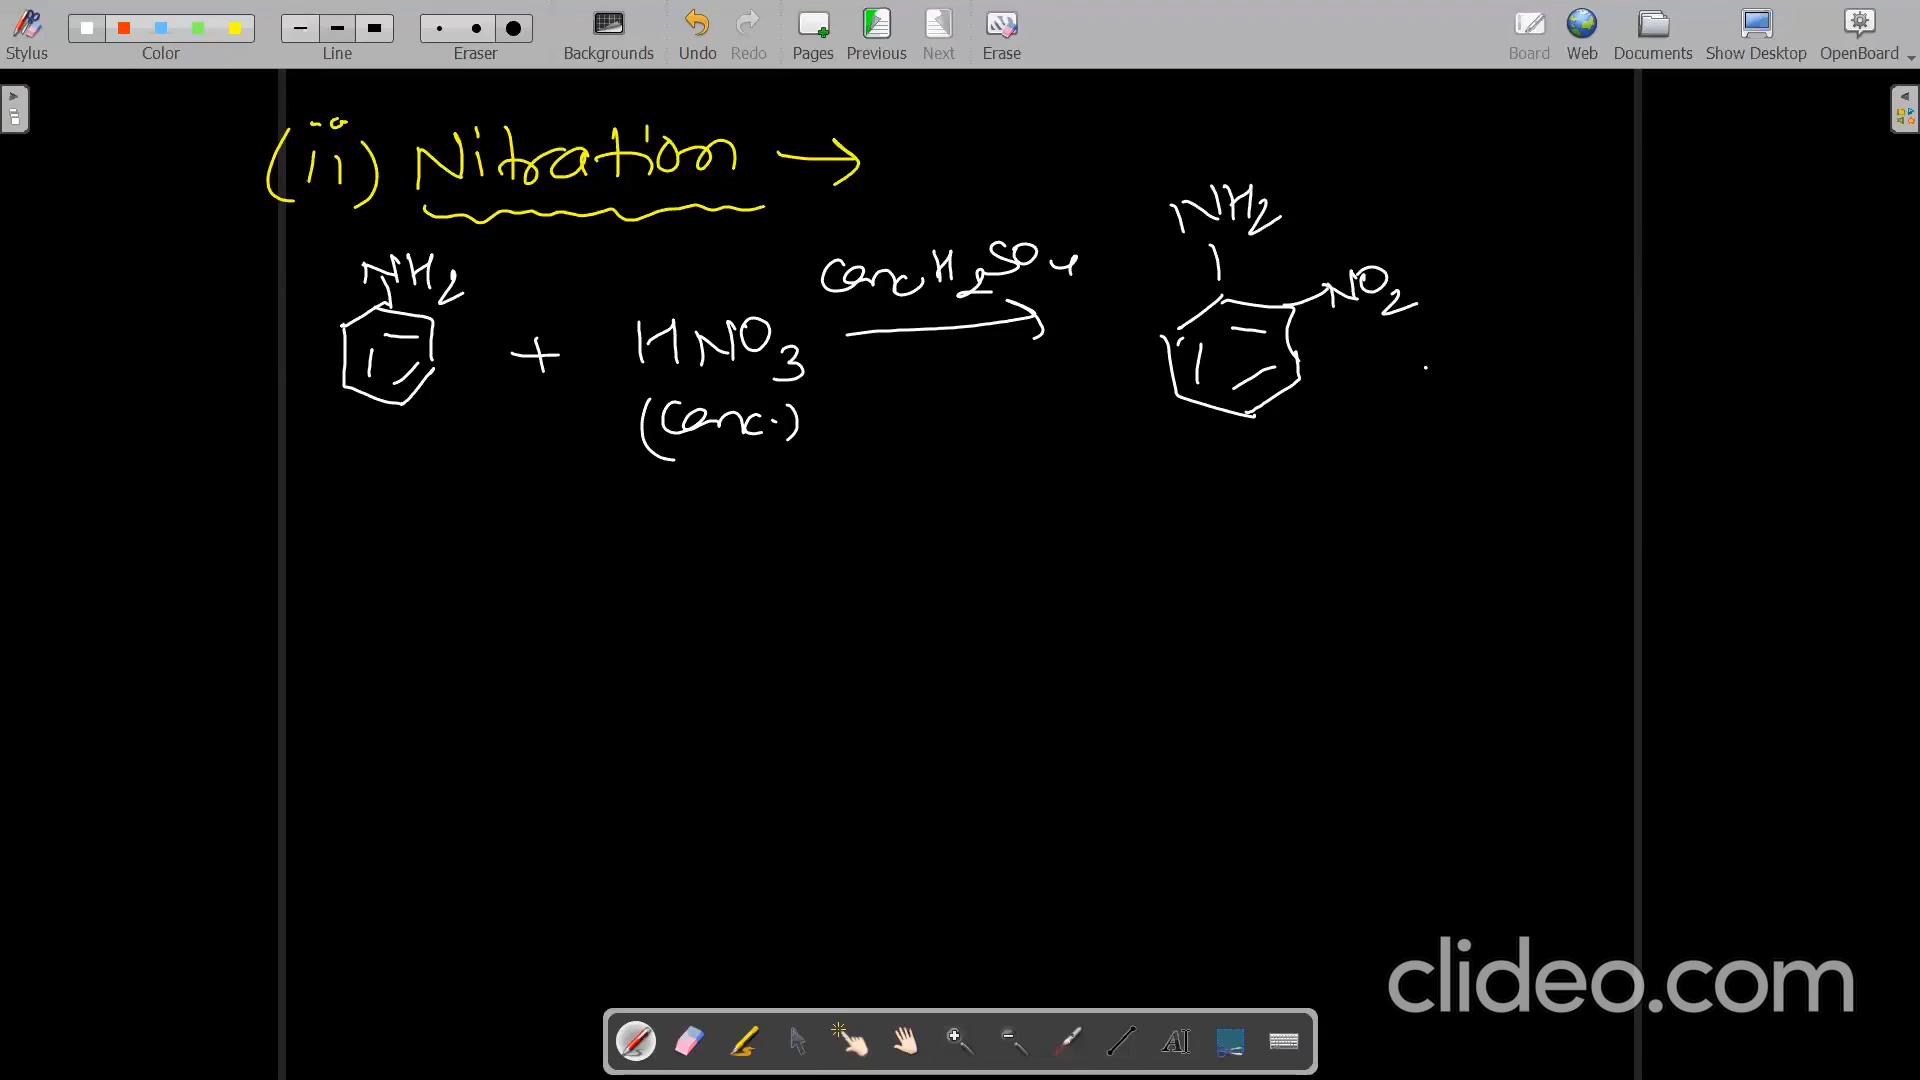 Stylus Color Line Eraser Backgrounds Undo Redo Pages Previous Next Erase Board Web Documents Show Desktop OpenBoard
(ii) Nitration →
NH2 + HNO3 conc H2SO4 → NH2 NO2
(conc.)
clideo.com
AI